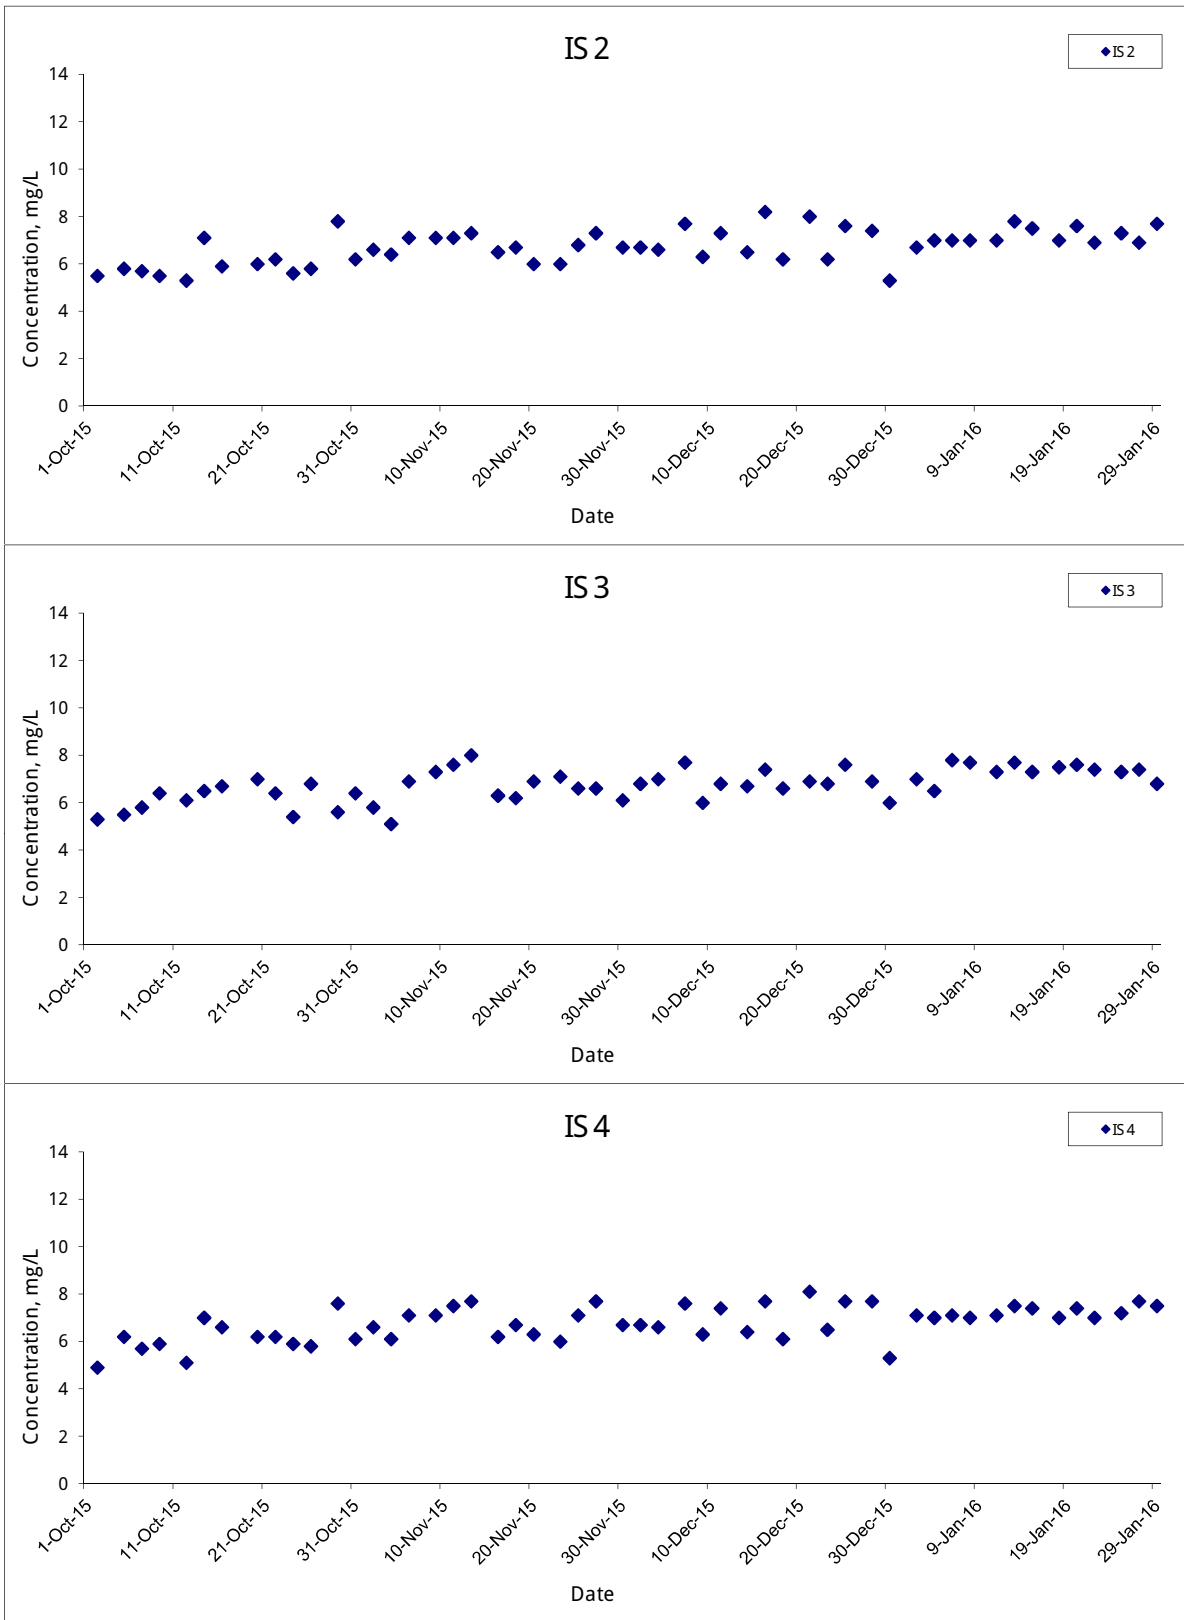 IS 2
IS 2
Concentration, mg/L
14
12
10
8
6
4
2
0
1-Oct-15
11-Oct-15
21-Oct-15
31-Oct-15
10-Nov-15
20-Nov-15
30-Nov-15
10-Dec-15
20-Dec-15
30-Dec-15
9-Jan-16
19-Jan-16
29-Jan-16
Date
IS 3
IS 3
Concentration, mg/L
14
12
10
8
6
4
2
0
1-Oct-15
11-Oct-15
21-Oct-15
31-Oct-15
10-Nov-15
20-Nov-15
30-Nov-15
10-Dec-15
20-Dec-15
30-Dec-15
9-Jan-16
19-Jan-16
29-Jan-16
Date
IS 4
IS 4
Concentration, mg/L
14
12
10
8
6
4
2
0
1-Oct-15
11-Oct-15
21-Oct-15
31-Oct-15
10-Nov-15
20-Nov-15
30-Nov-15
10-Dec-15
20-Dec-15
30-Dec-15
9-Jan-16
19-Jan-16
29-Jan-16
Date